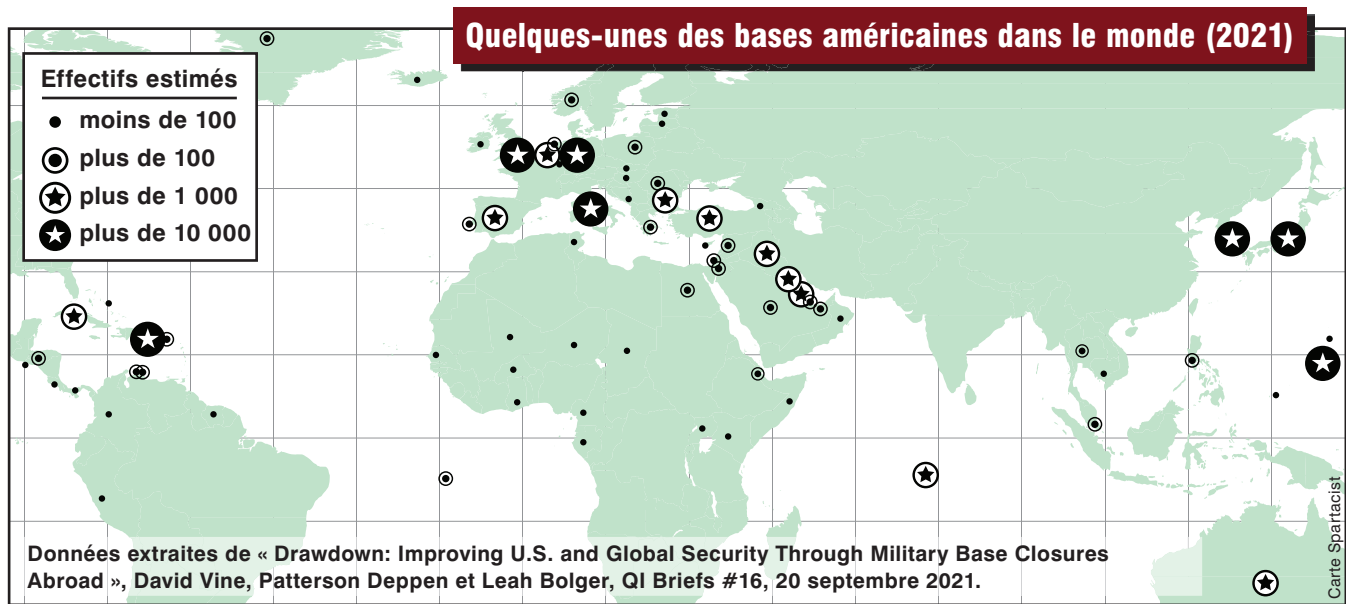 Quelques-unes des bases américaines dans le monde (2021)
Effectifs estimés
moins de 100
plus de 100
plus de 1 000
plus de 10 000
Données extraites de « Drawdown: Improving U.S. and Global Security Through Military Base Closures
Abroad », David Vine, Patterson Deppen et Leah Bolger, QI Briefs #16, 20 septembre 2021.
Carte Spartacist